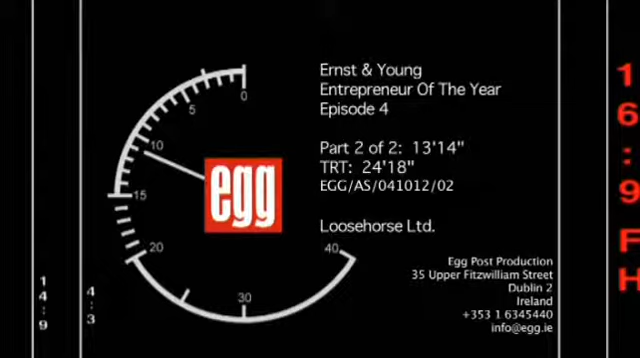 Ernst & Young
Entrepreneur Of The Year
Episode 4
Part 2 of 2: 13'14"
TRT: 24'18"
EGG/AS/041012/02
Loosehorse Ltd.
Egg Post Production
35 Upper Fitzwilliam Street
Dublin 2
Ireland
+353 1 6345440
info@egg.ie
egg
0
5
10
15
20
30
40
14:9
4:3
16:9 FH